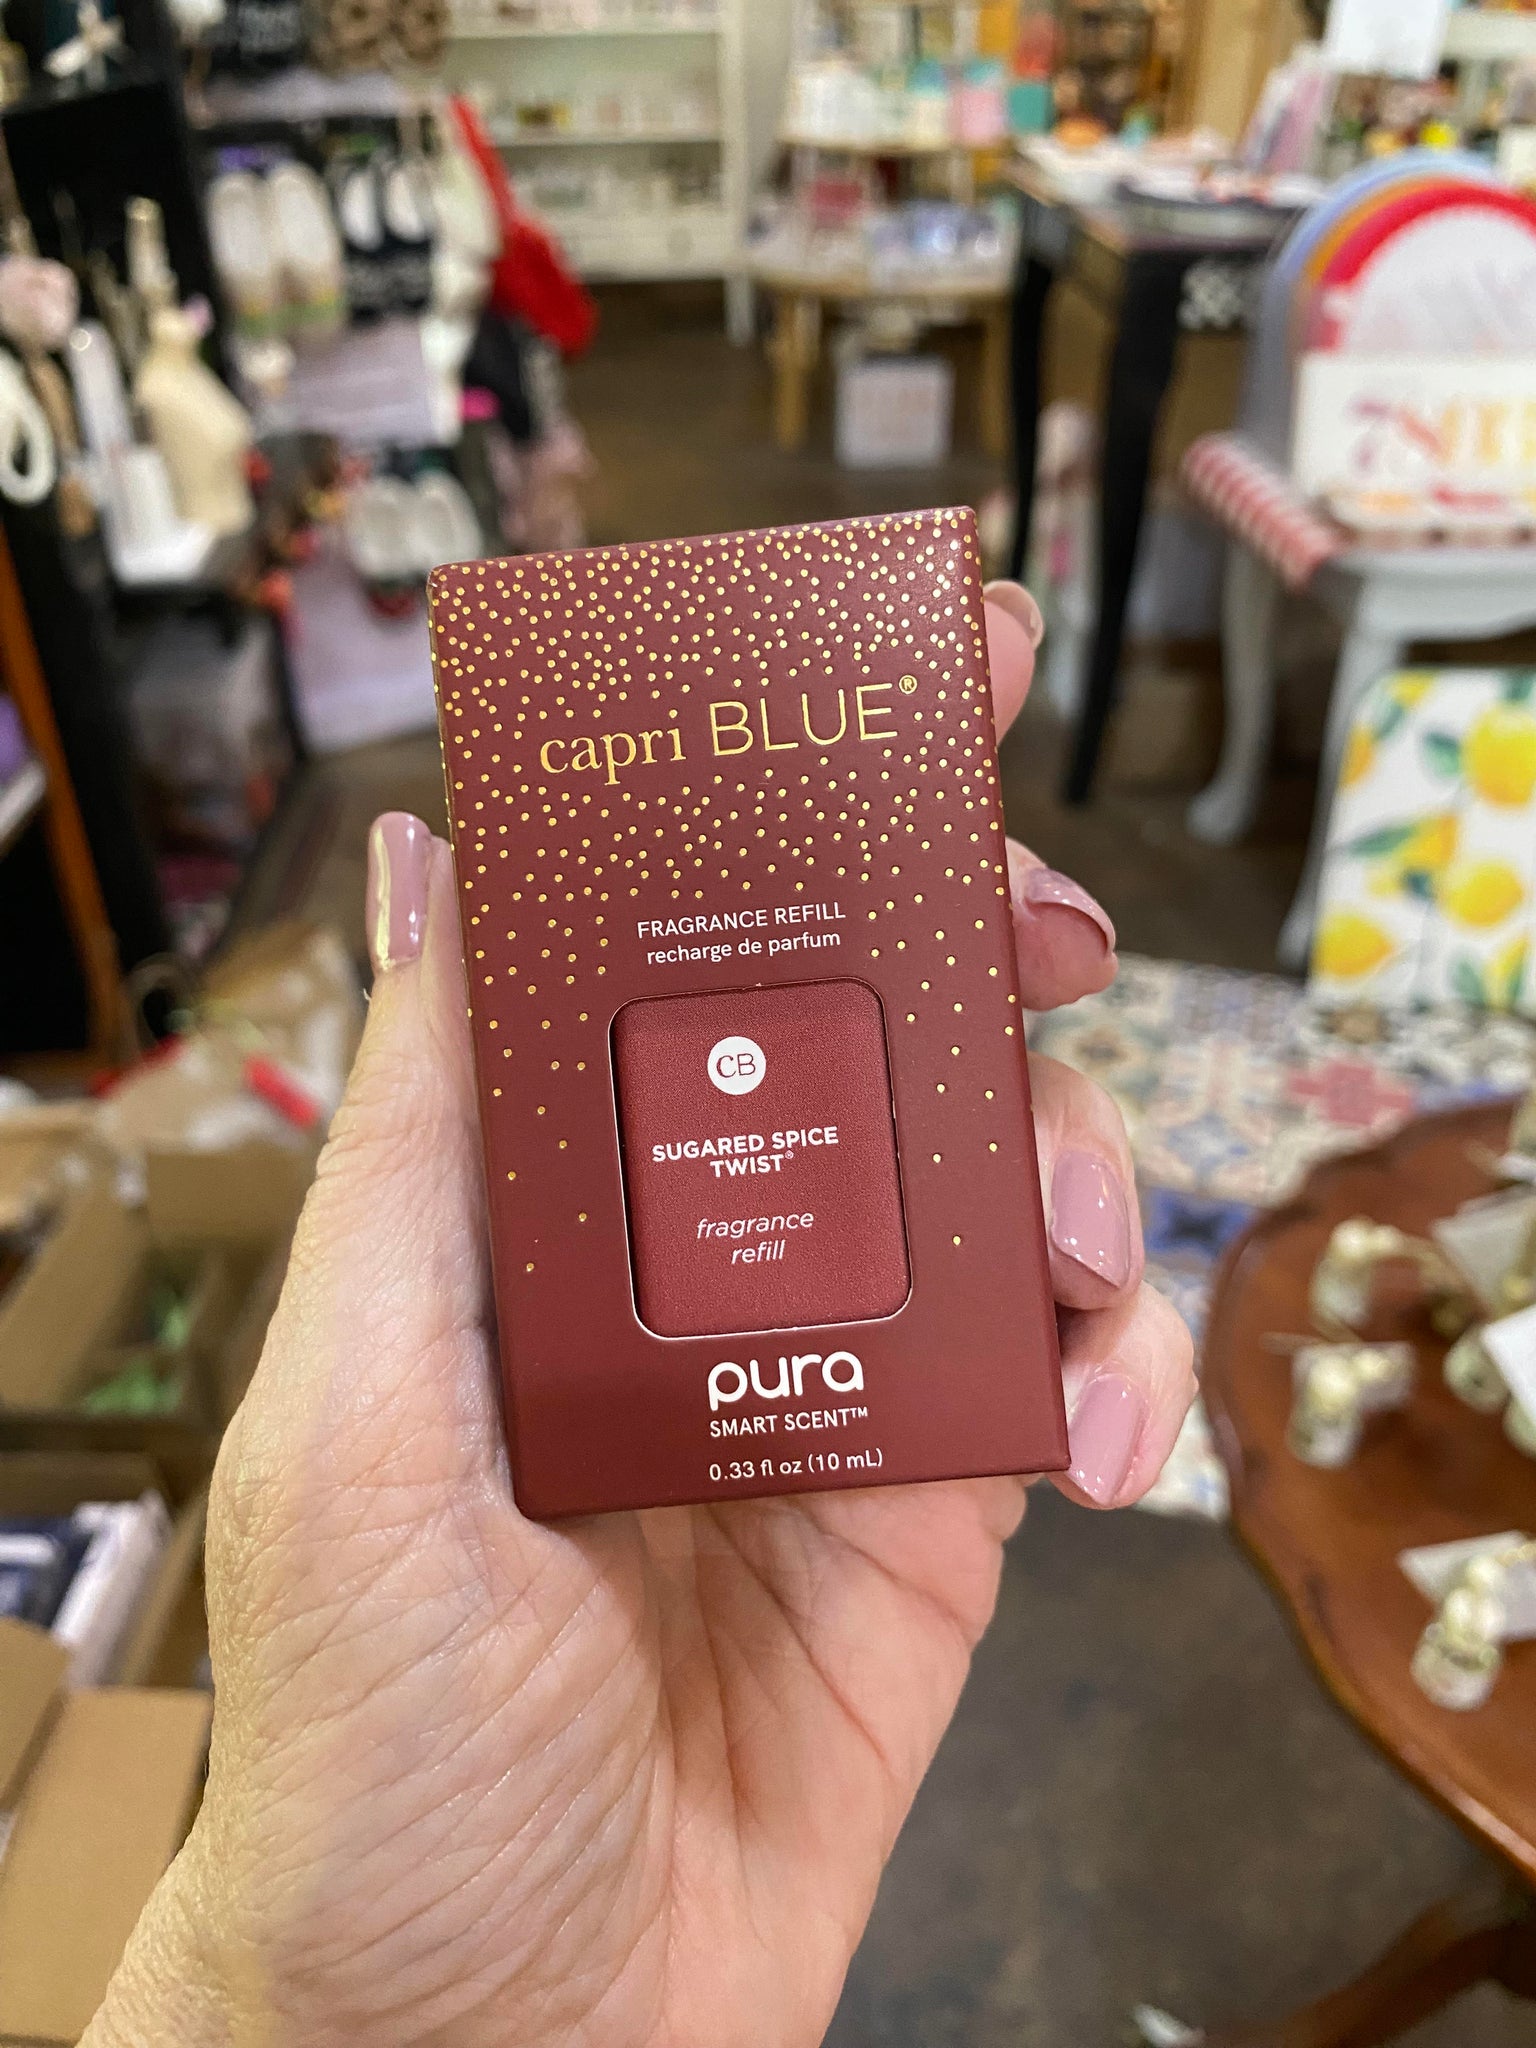 capri BLUE®
FRAGRANCE REFILL
recharge de parfum
CB
SUGARED SPICE
TWIST®
fragrance
refill
pura
SMART SCENT™
0.33 fl oz (10 mL)